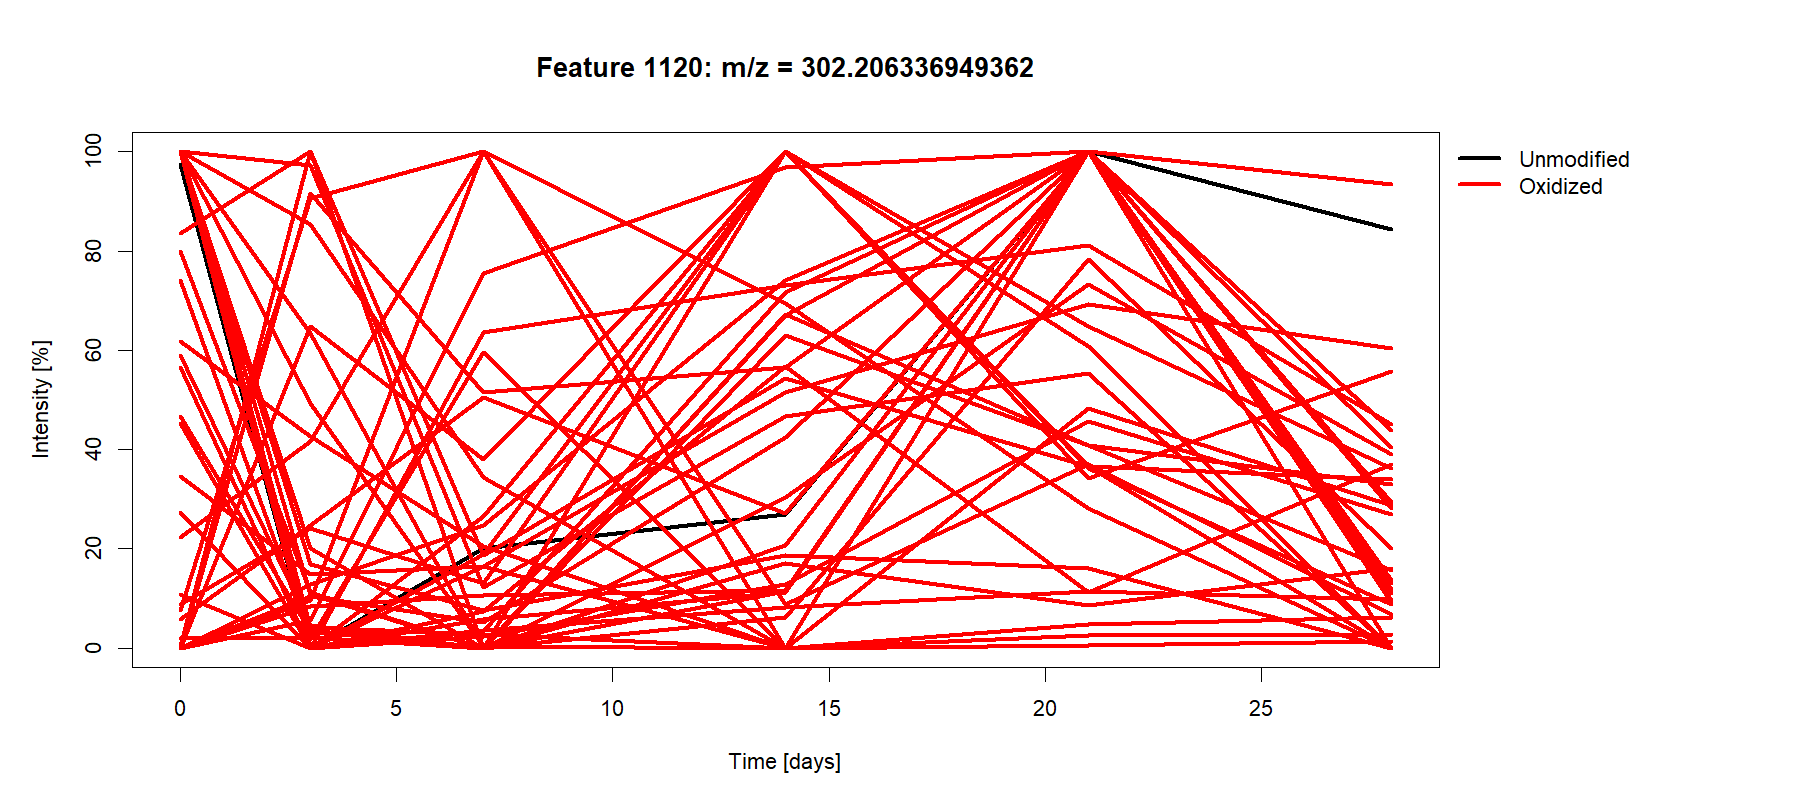 Feature 1120: m/z = 302.206336949362
Unmodified
Oxidized
Intensity [%]
100
80
60
40
20
0
0 5 10 15 20 25
Time [days]